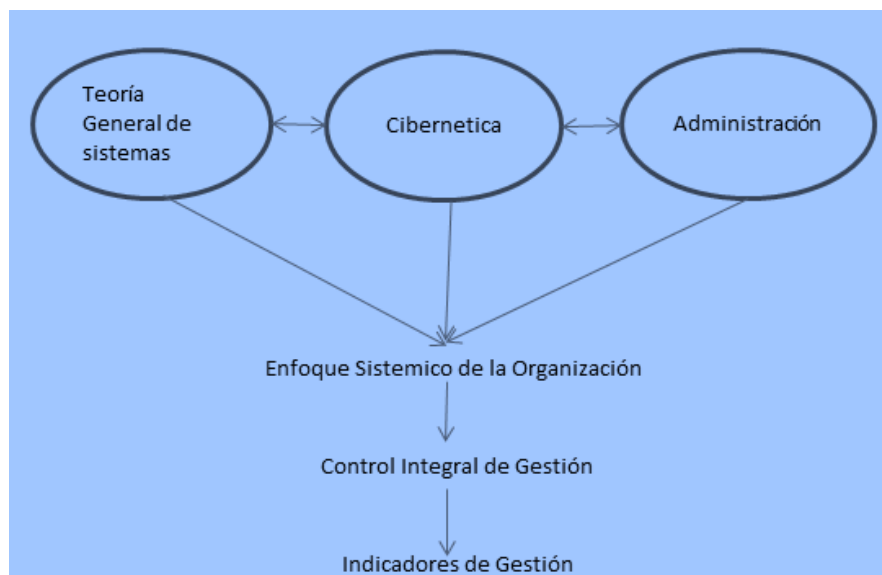 Teoría
General de
sistemas
Cibernetica
Administración
Enfoque Sistemico de la Organización
Control Integral de Gestión
Indicadores de Gestión